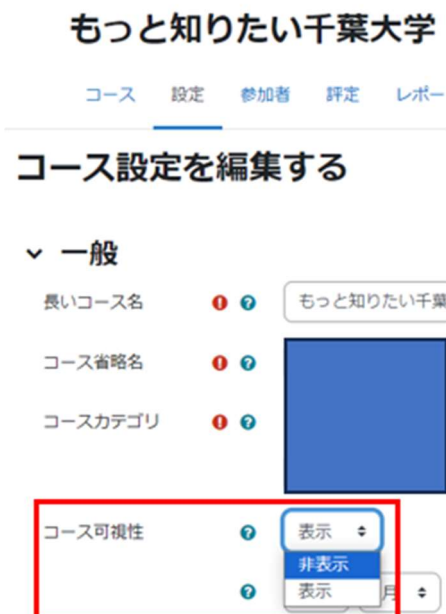 もっと知りたい千葉大学
コース 設定 参加者 評定 レポー
コース設定を編集する
一般
長いコース名 もっと知りたい千葉
コース省略名
コースカテゴリ
コース可視性 表示
非表示
表示 月